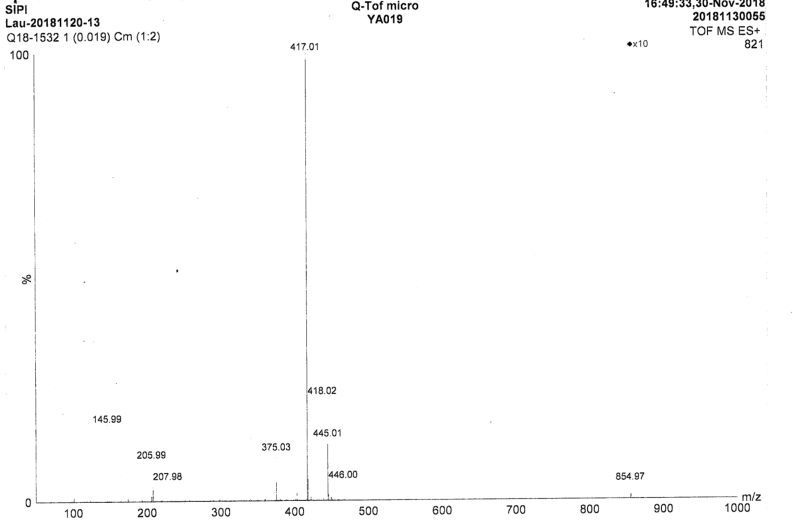 SIPI
Lau-20181120-13
Q18-1532 1 (0.019) Cm (1:2)
Q-Tof micro
YA019
16:49:33,30-Nov-2018
20181130055
TOF MS ES+
821
100
417.01
◆x10
%
418.02
145.99
445.01
375.03
205.99
207.98
446.00
854.97
0
m/z
100 200 300 400 500 600 700 800 900 1000